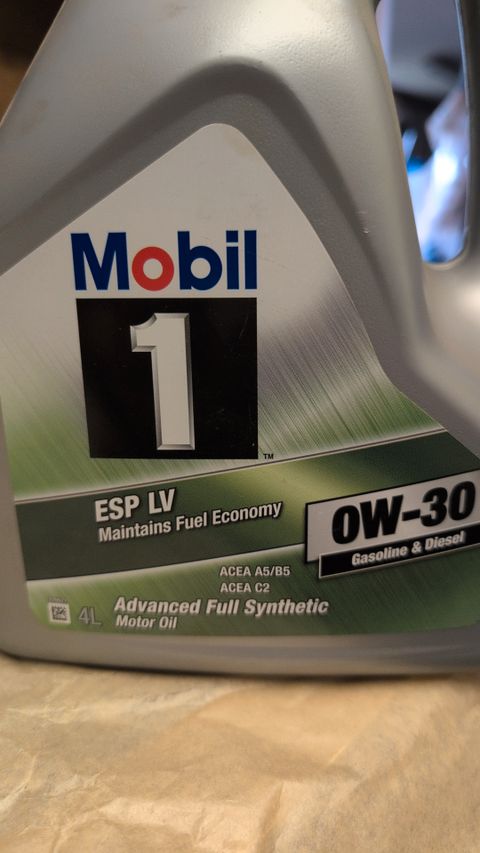 Mobil
1
TM
ESP LV
Maintains Fuel Economy
0W-30
Gasoline & Diesel
ACEA A5/B5
ACEA C2
4L
Advanced Full Synthetic
Motor Oil